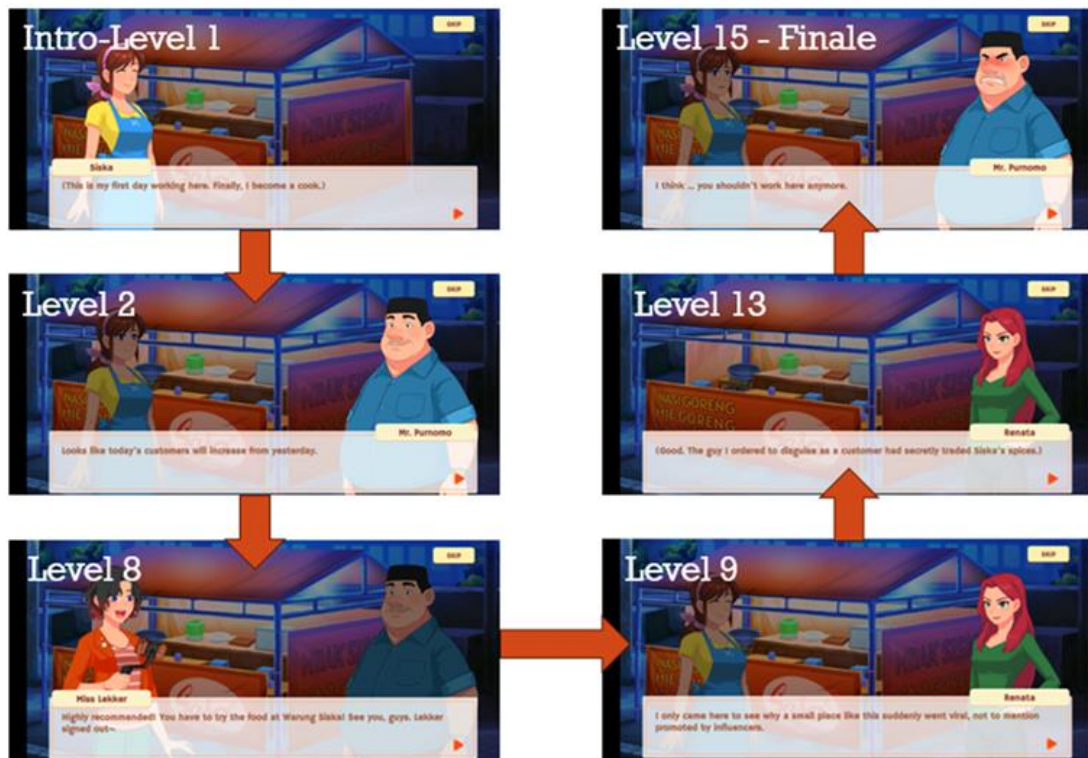 Intro-Level 1
SKIP
NASI
MIE
Siska
(This is my first day working here. Finally, I become a cook.)
Level 2
SKIP
Mr. Purnomo
Looks like today's customers will increase from yesterday.
Level 8
SKIP
Miss Lekker
Highly recommended! You have to try the food at Warung Siska! See you, guys. Lekker
signed out~
Level 9
SKIP
Renata
I only came here to see why a small place like this suddenly went viral, not to mention
promoted by influencers.
Level 13
SKIP
NASI GORENG
MIE GORENG
Renata
(Good. The guy I ordered to disguise as a customer had secretly traded Siska's spices.)
Level 15 - Finale
SKIP
Mr. Purnomo
I think ... you shouldn't work here anymore.